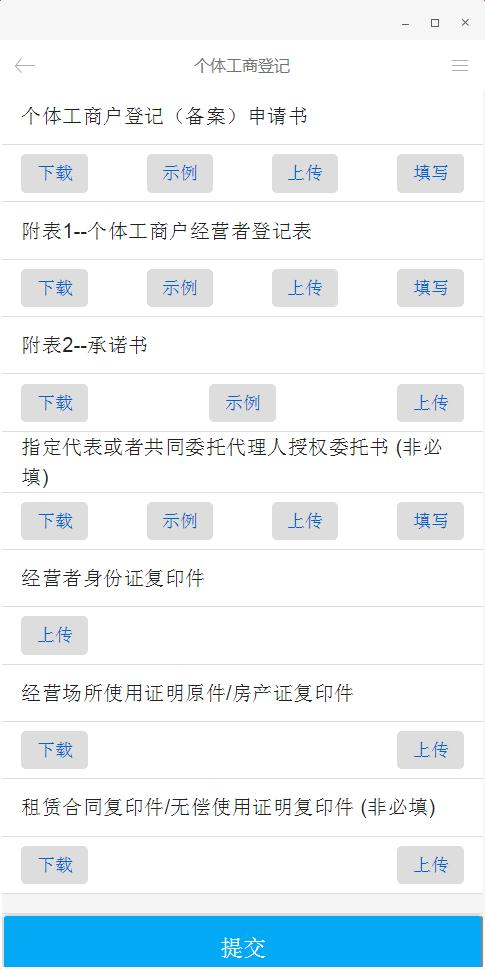 个体工商登记
个体工商户登记（备案）申请书
下载 示例 上传 填写
附表1--个体工商户经营者登记表
下载 示例 上传 填写
附表2--承诺书
下载 示例 上传
指定代表或者共同委托代理人授权委托书 (非必
填)
下载 示例 上传 填写
经营者身份证复印件
上传
经营场所使用证明原件/房产证复印件
下载 上传
租赁合同复印件/无偿使用证明复印件 (非必填)
下载 上传
提交